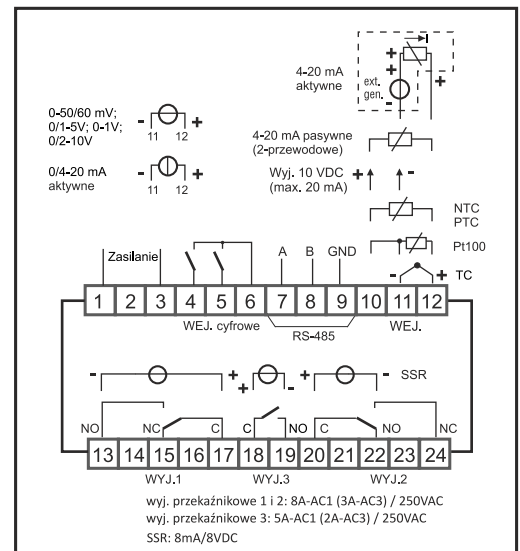 4-20 mA
aktywne
ext.
gen.
0-50/60 mV;
0/1-5V; 0-1V;
0/2-10V
- 11 12 +
0/4-20 mA
aktywne
- 11 12 +
4-20 mA pasywne
(2-przewodowe)
Wyj. 10 VDC + -
(max. 20 mA)
NTC
PTC
Pt100
- + TC
Zasilanie
A B GND
1 2 3 4 5 6 7 8 9 10 11 12
WEJ. cyfrowe
RS-485
WEJ.
- + + - + - SSR
NO NC C C NO C NO NC
13 14 15 16 17 18 19 20 21 22 23 24
WYJ.1 WYJ.3 WYJ.2
wyj. przekaźnikowe 1 i 2: 8A-AC1 (3A-AC3) / 250VAC
wyj. przekaźnikowe 3: 5A-AC1 (2A-AC3) / 250VAC
SSR: 8mA/8VDC